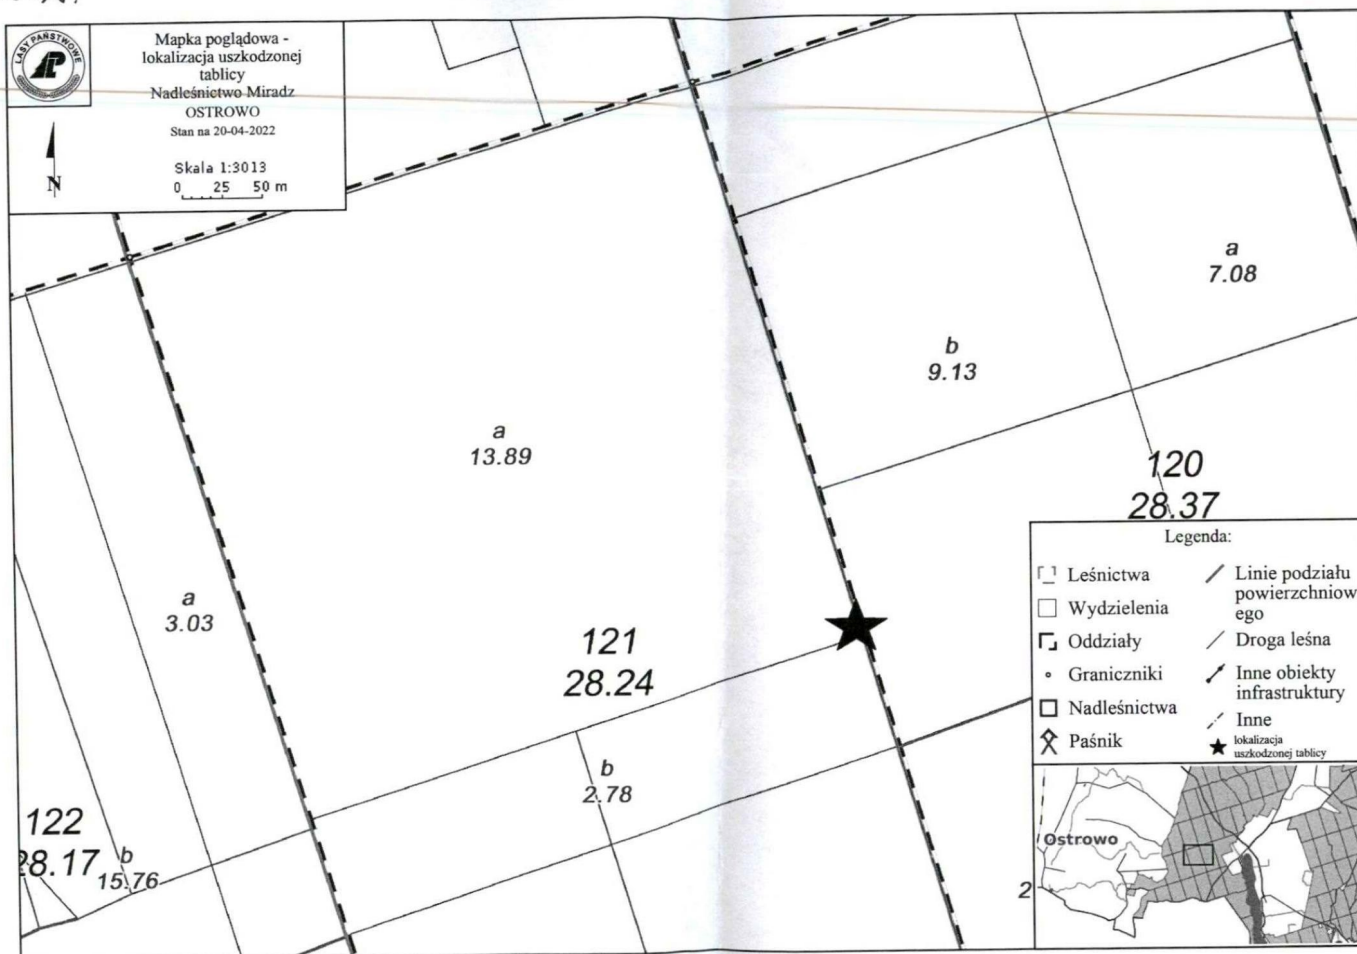 LASY PAŃSTWOWE
Mapka poglądowa -
lokalizacja uszkodzonej
tablicy
Nadleśnictwo Miradz
OSTROWO
Stan na 20-04-2022
Skala 1:3013
0 25 50 m
N
a
7.08
b
9.13
a
13.89
120
28.37
a
3.03
121
28.24
b
2.78
122
28.17
b
15.76
Legenda:
Leśnictwa
Wydzielenia
Oddziały
Graniczniki
Nadleśnictwa
Paśnik
Linie podziału
powierzchniow
ego
Droga leśna
Inne obiekty
infrastruktury
Inne
lokalizacja
uszkodzonej tablicy
Ostrowo
2